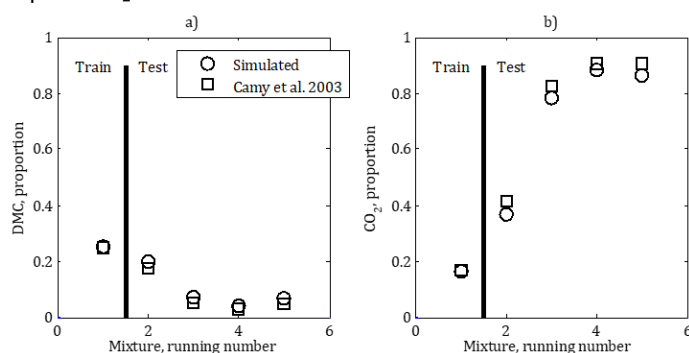 a)
Train
Test
Simulated
Camy et al. 2003
DMC, proportion
1
0.8
0.6
0.4
0.2
0
0
2
4
6
Mixture, running number
b)
Train
Test
CO₂, proportion
1
0.8
0.6
0.4
0.2
0
0
2
4
6
Mixture, running number